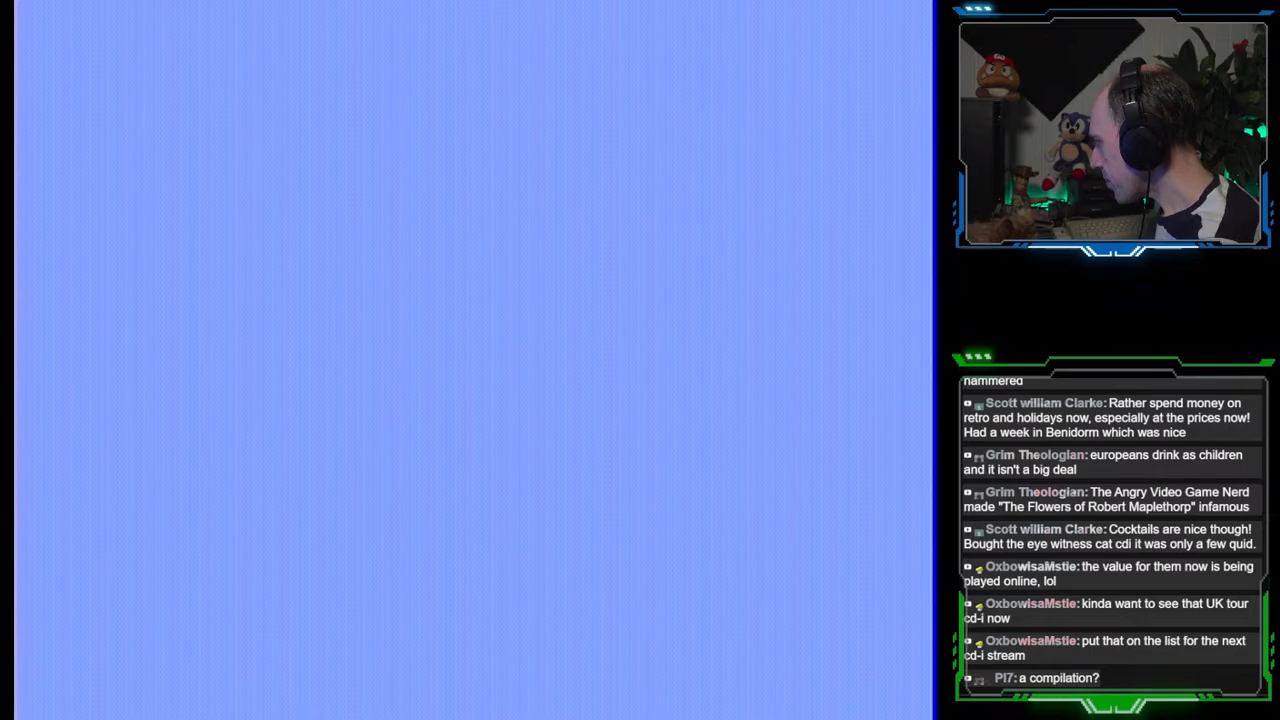 hammered
Scott william Clarke: Rather spend money on
retro and holidays now, especially at the prices now!
Had a week in Benidorm which was nice
Grim Theologian: europeans drink as children
and it isn't a big deal
Grim Theologian: The Angry Video Game Nerd
made "The Flowers of Robert Maplethorp" infamous
Scott william Clarke: Cocktails are nice though!
Bought the eye witness cat cdi it was only a few quid.
OxbowisaMstie: the value for them now is being
played online, lol
OxbowisaMstie: kinda want to see that UK tour
cd-i now
OxbowisaMstie: put that on the list for the next
cd-i stream
PI7: a compilation?